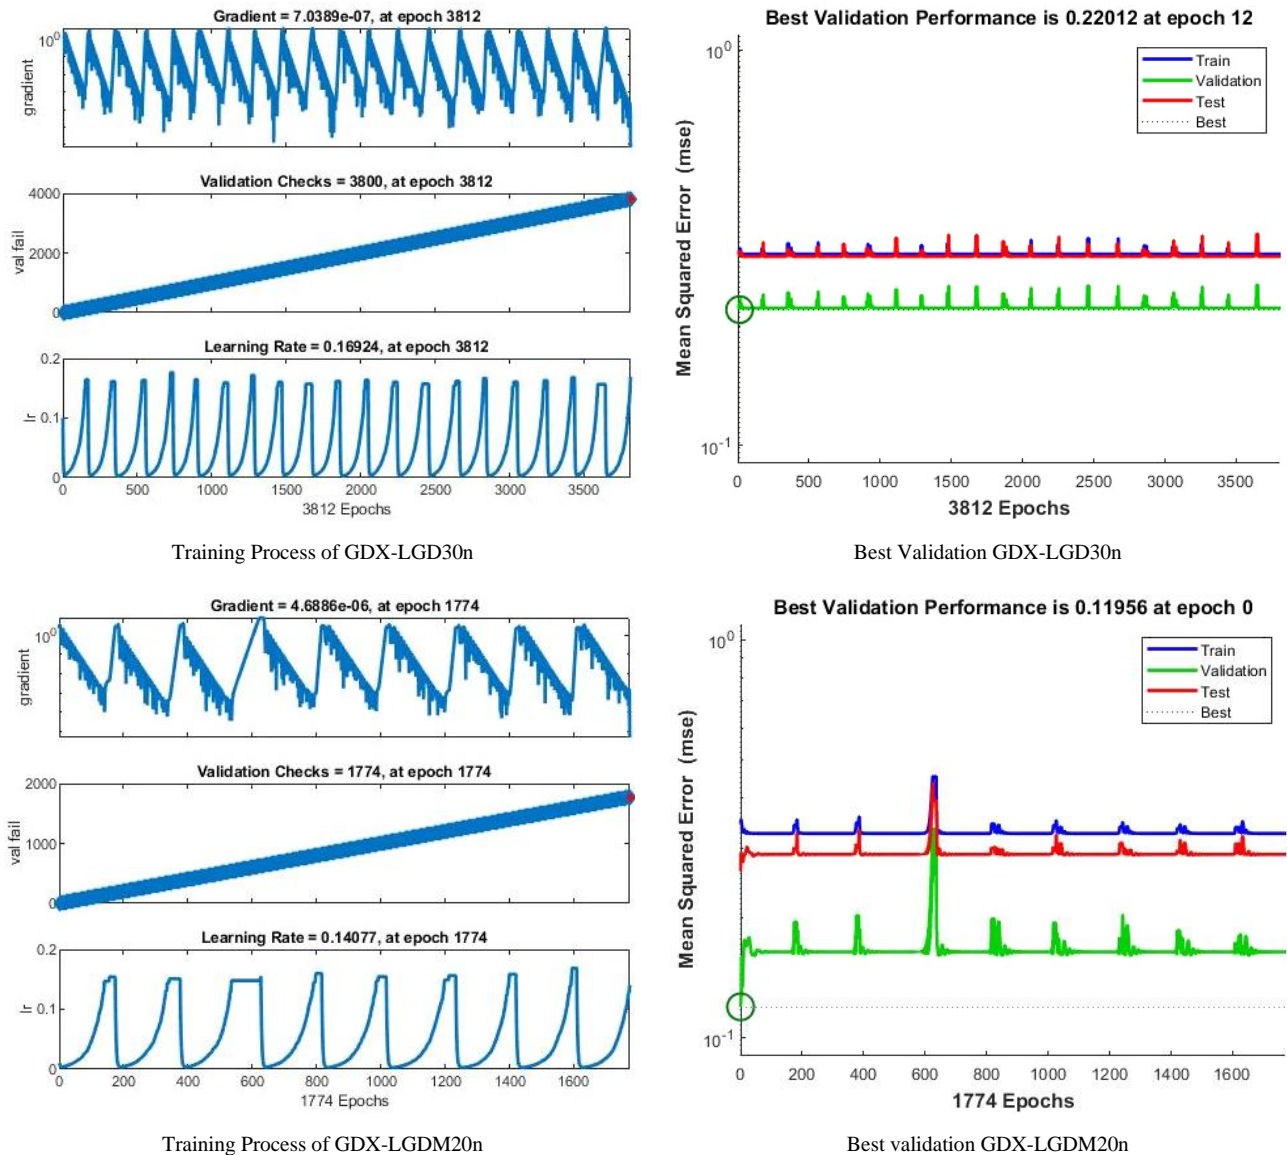 Gradient = 7.0389e-07, at epoch 3812
10^0
gradient
Validation Checks = 3800, at epoch 3812
4000
2000
0
val fail
Learning Rate = 0.16924, at epoch 3812
0.2
0.1
0
lr
0 500 1000 1500 2000 2500 3000 3500
3812 Epochs
Training Process of GDX-LGD30n
Best Validation Performance is 0.22012 at epoch 12
10^0
10^-1
Mean Squared Error (mse)
Train
Validation
Test
Best
0 500 1000 1500 2000 2500 3000 3500
3812 Epochs
Best Validation GDX-LGD30n
Gradient = 4.6886e-06, at epoch 1774
10^0
gradient
Validation Checks = 1774, at epoch 1774
2000
1000
0
val fail
Learning Rate = 0.14077, at epoch 1774
0.2
0.1
0
lr
0 200 400 600 800 1000 1200 1400 1600
1774 Epochs
Training Process of GDX-LGDM20n
Best Validation Performance is 0.11956 at epoch 0
10^0
10^-1
Mean Squared Error (mse)
Train
Validation
Test
Best
0 200 400 600 800 1000 1200 1400 1600
1774 Epochs
Best validation GDX-LGDM20n